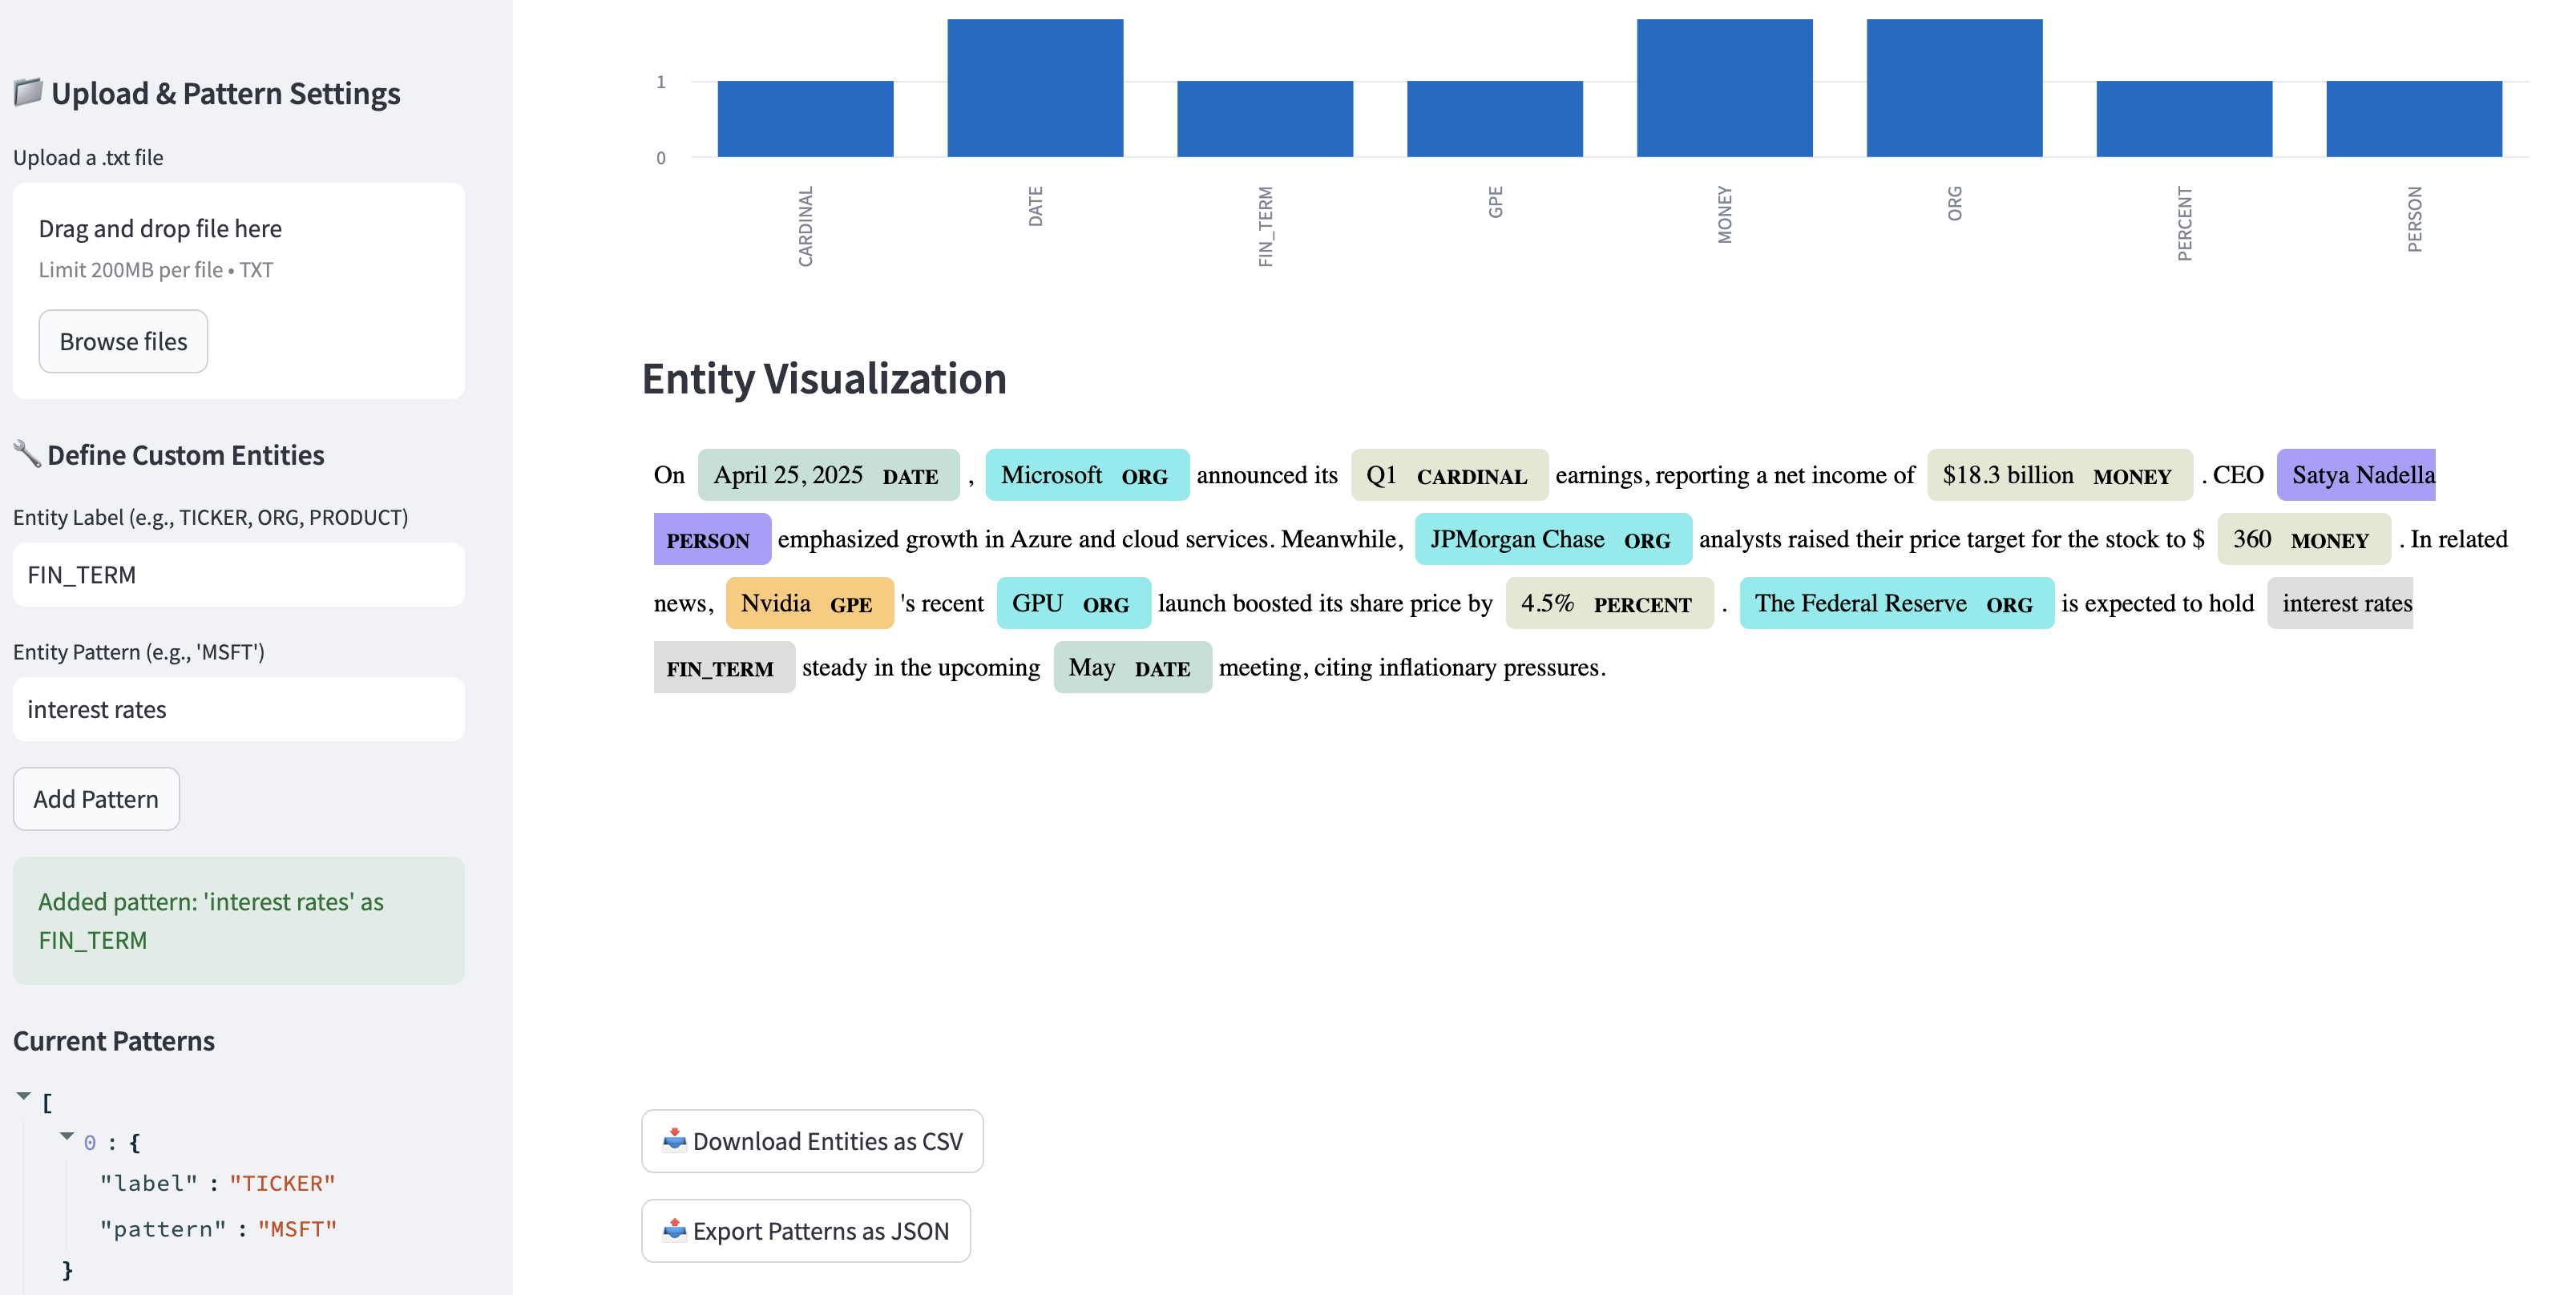 📁 Upload & Pattern Settings
Upload a .txt file
Drag and drop file here
Limit 200MB per file • TXT
Browse files
🔧 Define Custom Entities
Entity Label (e.g., TICKER, ORG, PRODUCT)
FIN_TERM
Entity Pattern (e.g., 'MSFT')
interest rates
Add Pattern
Added pattern: 'interest rates' as
FIN_TERM
Current Patterns
[
0 : {
"label" : "TICKER"
"pattern" : "MSFT"
}
1
0
CARDINAL
DATE
FIN_TERM
GPE
MONEY
ORG
PERCENT
PERSON
Entity Visualization
On April 25, 2025 DATE , Microsoft ORG announced its Q1 CARDINAL earnings, reporting a net income of $18.3 billion MONEY . CEO Satya Nadella
PERSON emphasized growth in Azure and cloud services. Meanwhile, JPMorgan Chase ORG analysts raised their price target for the stock to $ 360 MONEY . In related
news, Nvidia GPE 's recent GPU ORG launch boosted its share price by 4.5% PERCENT . The Federal Reserve ORG is expected to hold interest rates
FIN_TERM steady in the upcoming May DATE meeting, citing inflationary pressures.
📥 Download Entities as CSV
📤 Export Patterns as JSON